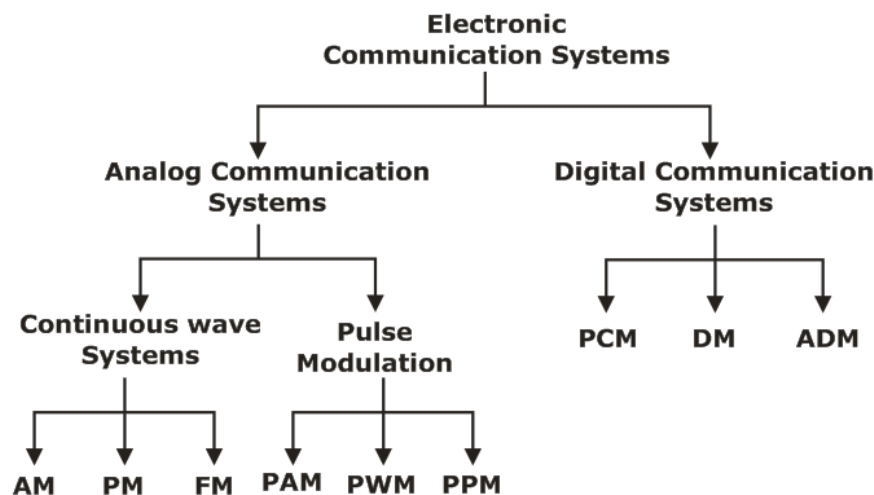 Electronic
Communication Systems
Analog Communication
Systems
Digital Communication
Systems
Continuous wave
Systems
Pulse
Modulation
PCM DM ADM
AM PM FM PAM PWM PPM